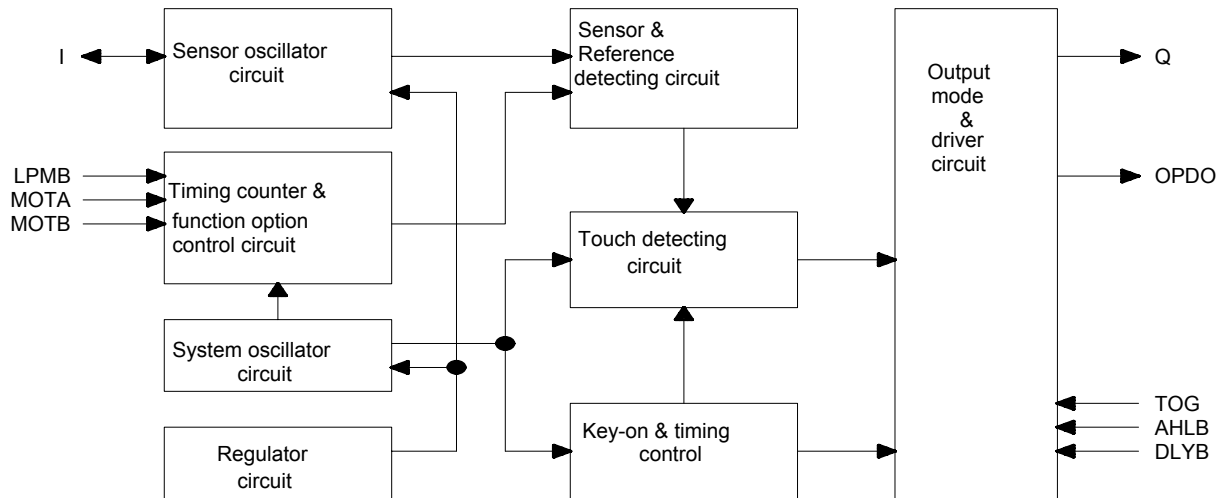 I
Sensor oscillator
circuit
Sensor &
Reference
detecting circuit
Output
mode
&
driver
circuit
Q
OPDO
LPMB
MOTA
MOTB
Timing counter &
function option
control circuit
Touch detecting
circuit
System oscillator
circuit
Regulator
circuit
Key-on & timing
control
TOG
AHLB
DLYB